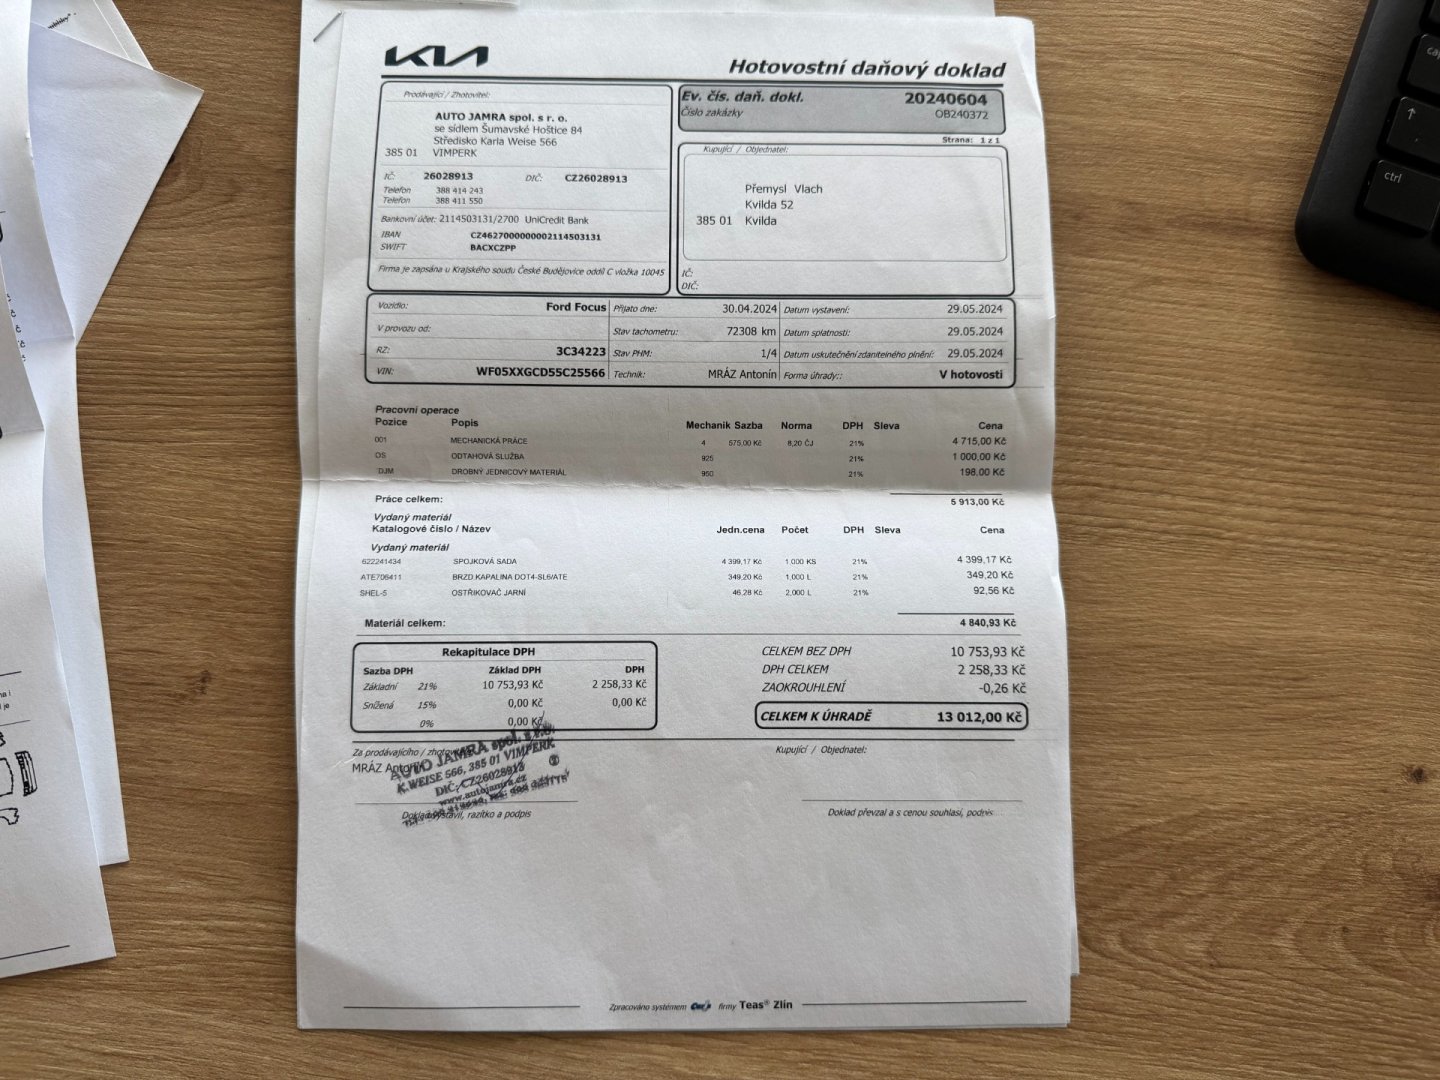 KIA
Hotovostní daňový doklad
Prodávající / Zhotovitel:
AUTO JAMRA spol. s r. o.
se sídlem Šumavské Hoštice 84
Středisko Karla Weise 566
385 01 VIMPERK
IČ: 26028913 DIČ: CZ26028913
Telefon 388 414 243
Telefon 388 411 550
Bankovní účet: 2114503131/2700 UniCredit Bank
IBAN CZ4627000000002114503131
SWIFT BACXCZPP
Firma je zapsána u Krajského soudu České Budějovice oddíl C vložka 10045
Ev. čís. daň. dokl. 20240604
Číslo zakázky OB240372
Strana: 1 z 1
Kupující / Objednatel:
Přemysl Vlach
Kvilda 52
385 01 Kvilda
IČ:
DIČ:
Vozidlo: Ford Focus Přijato dne: 30.04.2024 Datum vystavení: 29.05.2024
V provozu od: Stav tachometru: 72308 km Datum splatnosti: 29.05.2024
RZ: 3C34223 Stav PHM: 1/4 Datum uskutečnění zdanitelného plnění: 29.05.2024
VIN: WF05XXGCD55C25566 Technik: MRÁZ Antonín Forma úhrady:: V hotovosti
Pracovní operace
Pozice Popis Mechanik Sazba Norma DPH Sleva Cena
001 MECHANICKÁ PRÁCE 4 575,00 Kč 8,20 ČJ 21% 4 715,00 Kč
OS ODTAHOVÁ SLUŽBA 925 21% 1 000,00 Kč
DJM DROBNÝ JEDNICOVÝ MATERIÁL 950 21% 198,00 Kč
Práce celkem: 5 913,00 Kč
Vydaný materiál
Katalogové číslo / Název Jedn.cena Počet DPH Sleva Cena
Vydaný materiál
622241434 SPOJKOVÁ SADA 4 399,17 Kč 1,000 KS 21% 4 399,17 Kč
ATE706411 BRZD.KAPALINA DOT4-SL6/ATE 349,20 Kč 1,000 L 21% 349,20 Kč
SHEL-5 OSTŘIKOVAČ JARNÍ 46,28 Kč 2,000 L 21% 92,56 Kč
Materiál celkem: 4 840,93 Kč
Rekapitulace DPH
Sazba DPH Základ DPH DPH
Základní 21% 10 753,93 Kč 2 258,33 Kč
Snížená 15% 0,00 Kč 0,00 Kč
0% 0,00 Kč
CELKEM BEZ DPH 10 753,93 Kč
DPH CELKEM 2 258,33 Kč
ZAOKROUHLENÍ -0,26 Kč
CELKEM K ÚHRADĚ 13 012,00 Kč
Za prodávajícího / zhotovitele
MRÁZ Antonín
AUTO JAMRA spol. s r.o.
K.WEISE 566, 385 01 VIMPERK
DIČ: CZ26028913
www.autojamra.cz
Doklad vystavil, razítko a podpis
Kupující / Objednatel:
Doklad převzal a s cenou souhlasí, podpis
Zpracováno systémem firmy Teas® Zlín
ctrl